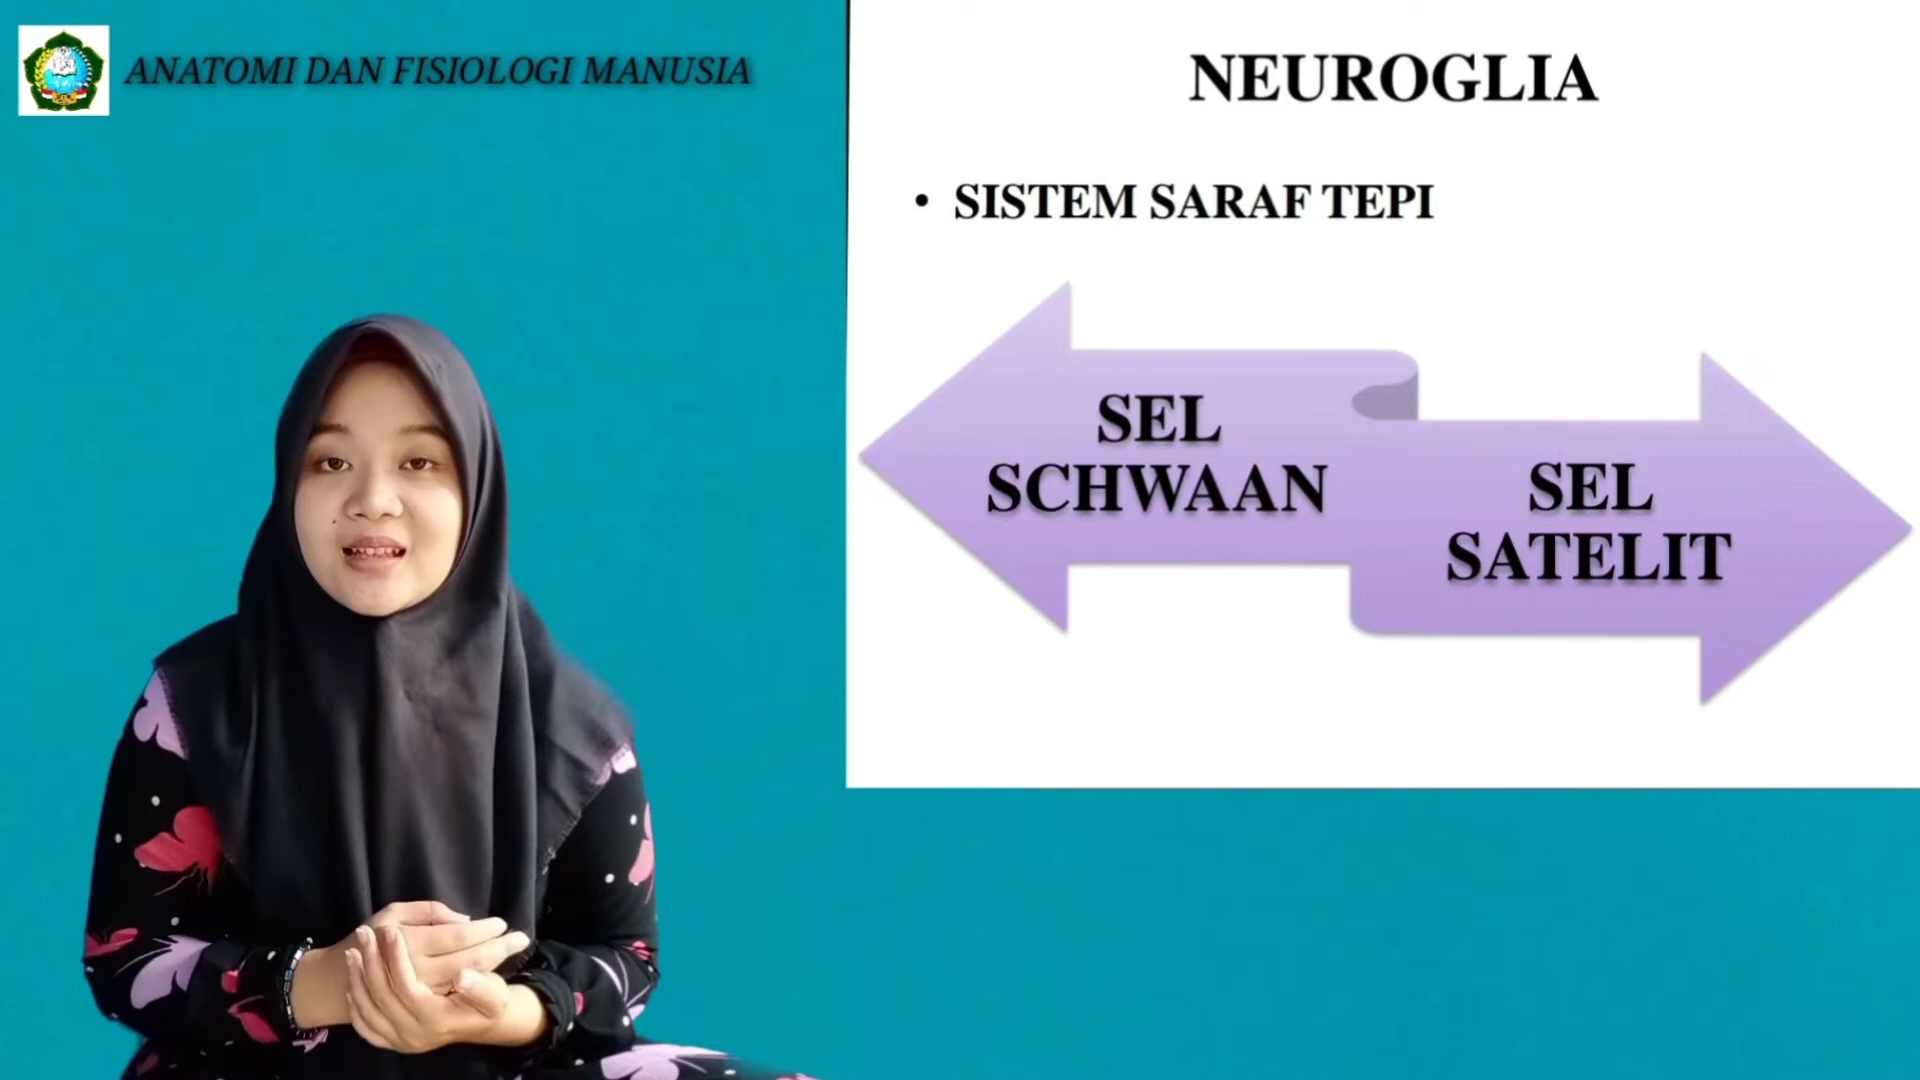 ANATOMI DAN FISIOLOGI MANUSIA
NEUROGLIA
• SISTEM SARAF TEPI
SEL
SCHWAAN
SEL
SATELIT